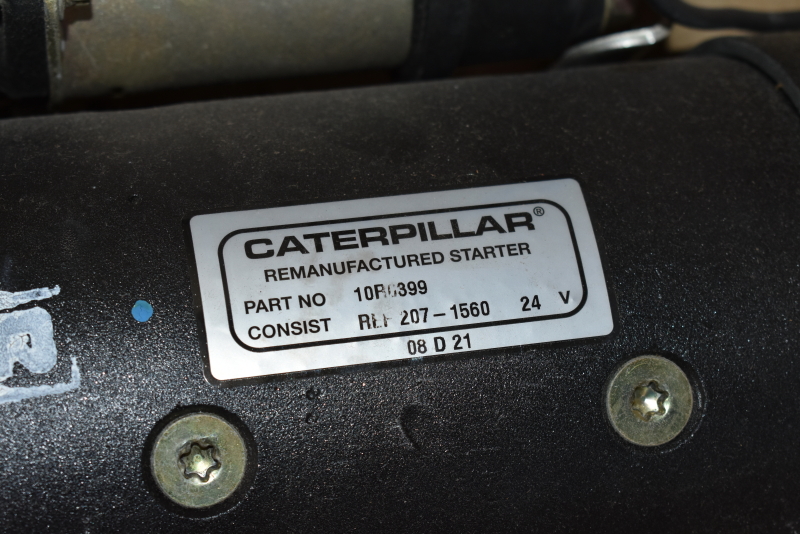 CATERPILLAR®
REMANUFACTURED STARTER
PART NO
CONSIST 207-1560 24 V
08 D 21
R